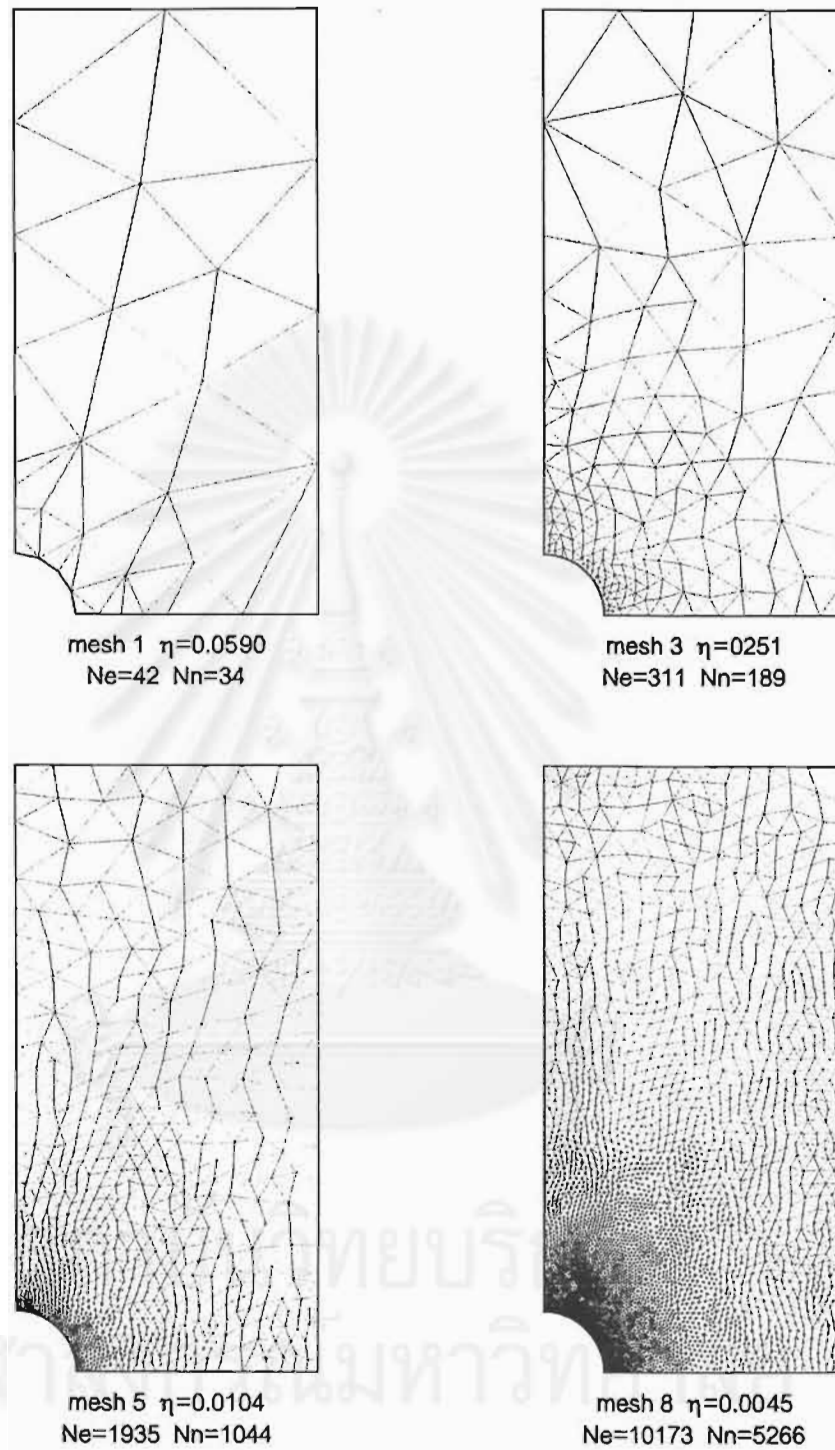 mesh 1 η=0.0590
Ne=42 Nn=34
mesh 3 η=0251
Ne=311 Nn=189
mesh 5 η=0.0104
Ne=1935 Nn=1044
mesh 8 η=0.0045
Ne=10173 Nn=5266